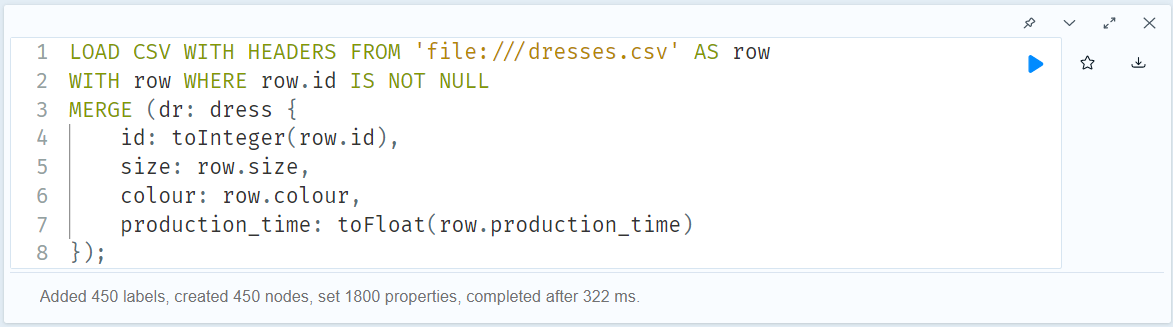 1 LOAD CSV WITH HEADERS FROM 'file:///dresses.csv' AS row
2 WITH row WHERE row.id IS NOT NULL
3 MERGE (dr: dress {
4     id: toInteger(row.id),
5     size: row.size,
6     colour: row.colour,
7     production_time: toFloat(row.production_time)
8 });
Added 450 labels, created 450 nodes, set 1800 properties, completed after 322 ms.